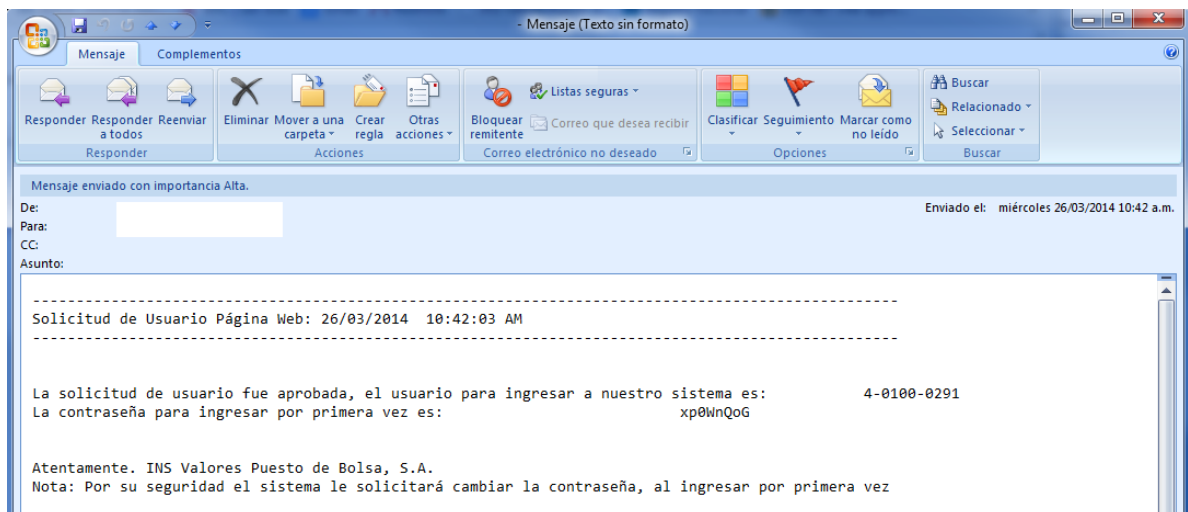 - Mensaje (Texto sin formato)
Mensaje Complementos
Responder Responder a todos Reenviar
Responder
Eliminar Mover a una carpeta Crear regla Otras acciones
Acciones
Bloquear remitente Listas seguras Correo que desea recibir
Correo electrónico no deseado
Clasificar Seguimiento Marcar como no leído
Opciones
Buscar
Relacionado
Seleccionar
Buscar
Mensaje enviado con importancia Alta.
De: Enviado el: miércoles 26/03/2014 10:42 a.m.
Para:
CC:
Asunto:
----------------------------------------------------------------------------------------------------
Solicitud de Usuario Página Web: 26/03/2014 10:42:03 AM
----------------------------------------------------------------------------------------------------
La solicitud de usuario fue aprobada, el usuario para ingresar a nuestro sistema es: 4-0100-0291
La contraseña para ingresar por primera vez es: xp0WnQoG
Atentamente. INS Valores Puesto de Bolsa, S.A.
Nota: Por su seguridad el sistema le solicitará cambiar la contraseña, al ingresar por primera vez